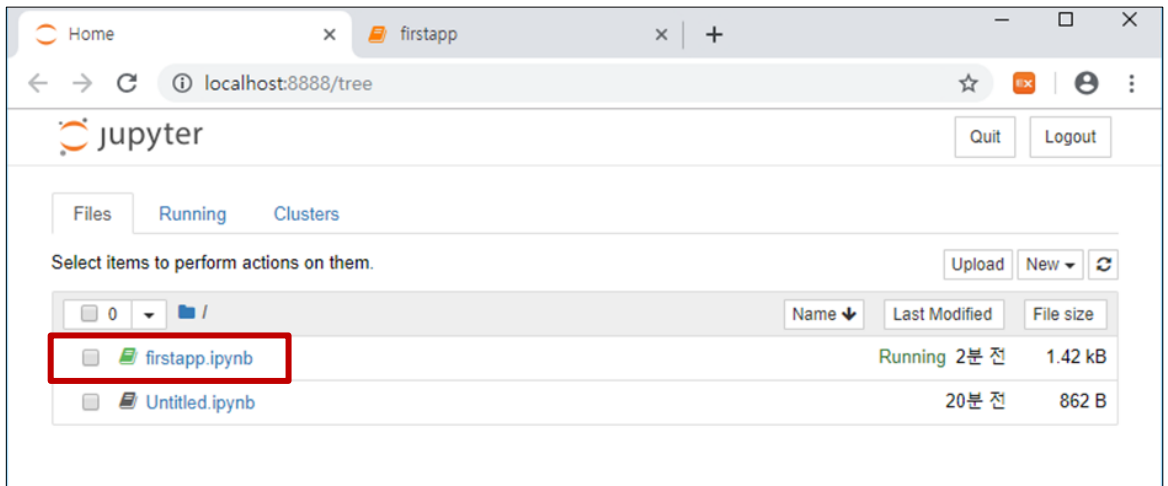 Home firstapp
localhost:8888/tree EX
jupyter Quit Logout
Files Running Clusters
Select items to perform actions on them. Upload New
0 / Name Last Modified File size
firstapp.ipynb Running 2분 전 1.42 kB
Untitled.ipynb 20분 전 862 B